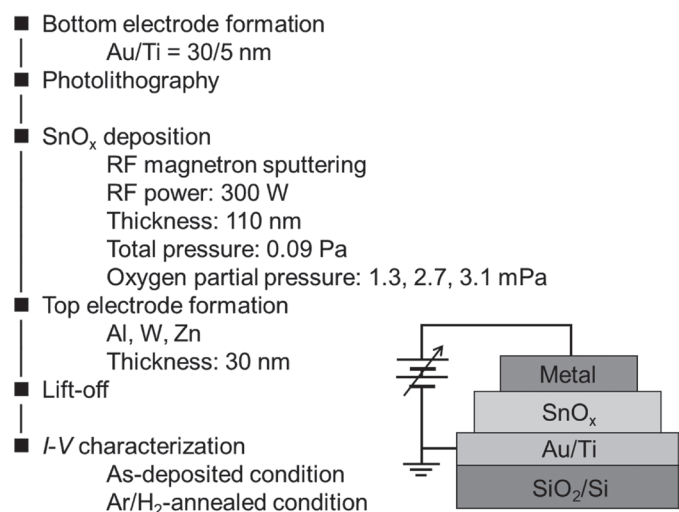 Bottom electrode formation
Au/Ti = 30/5 nm
Photolithography
SnOₓ deposition
RF magnetron sputtering
RF power: 300 W
Thickness: 110 nm
Total pressure: 0.09 Pa
Oxygen partial pressure: 1.3, 2.7, 3.1 mPa
Top electrode formation
Al, W, Zn
Thickness: 30 nm
Lift-off
I-V characterization
As-deposited condition
Ar/H₂-annealed condition
Metal
SnOₓ
Au/Ti
SiO₂/Si